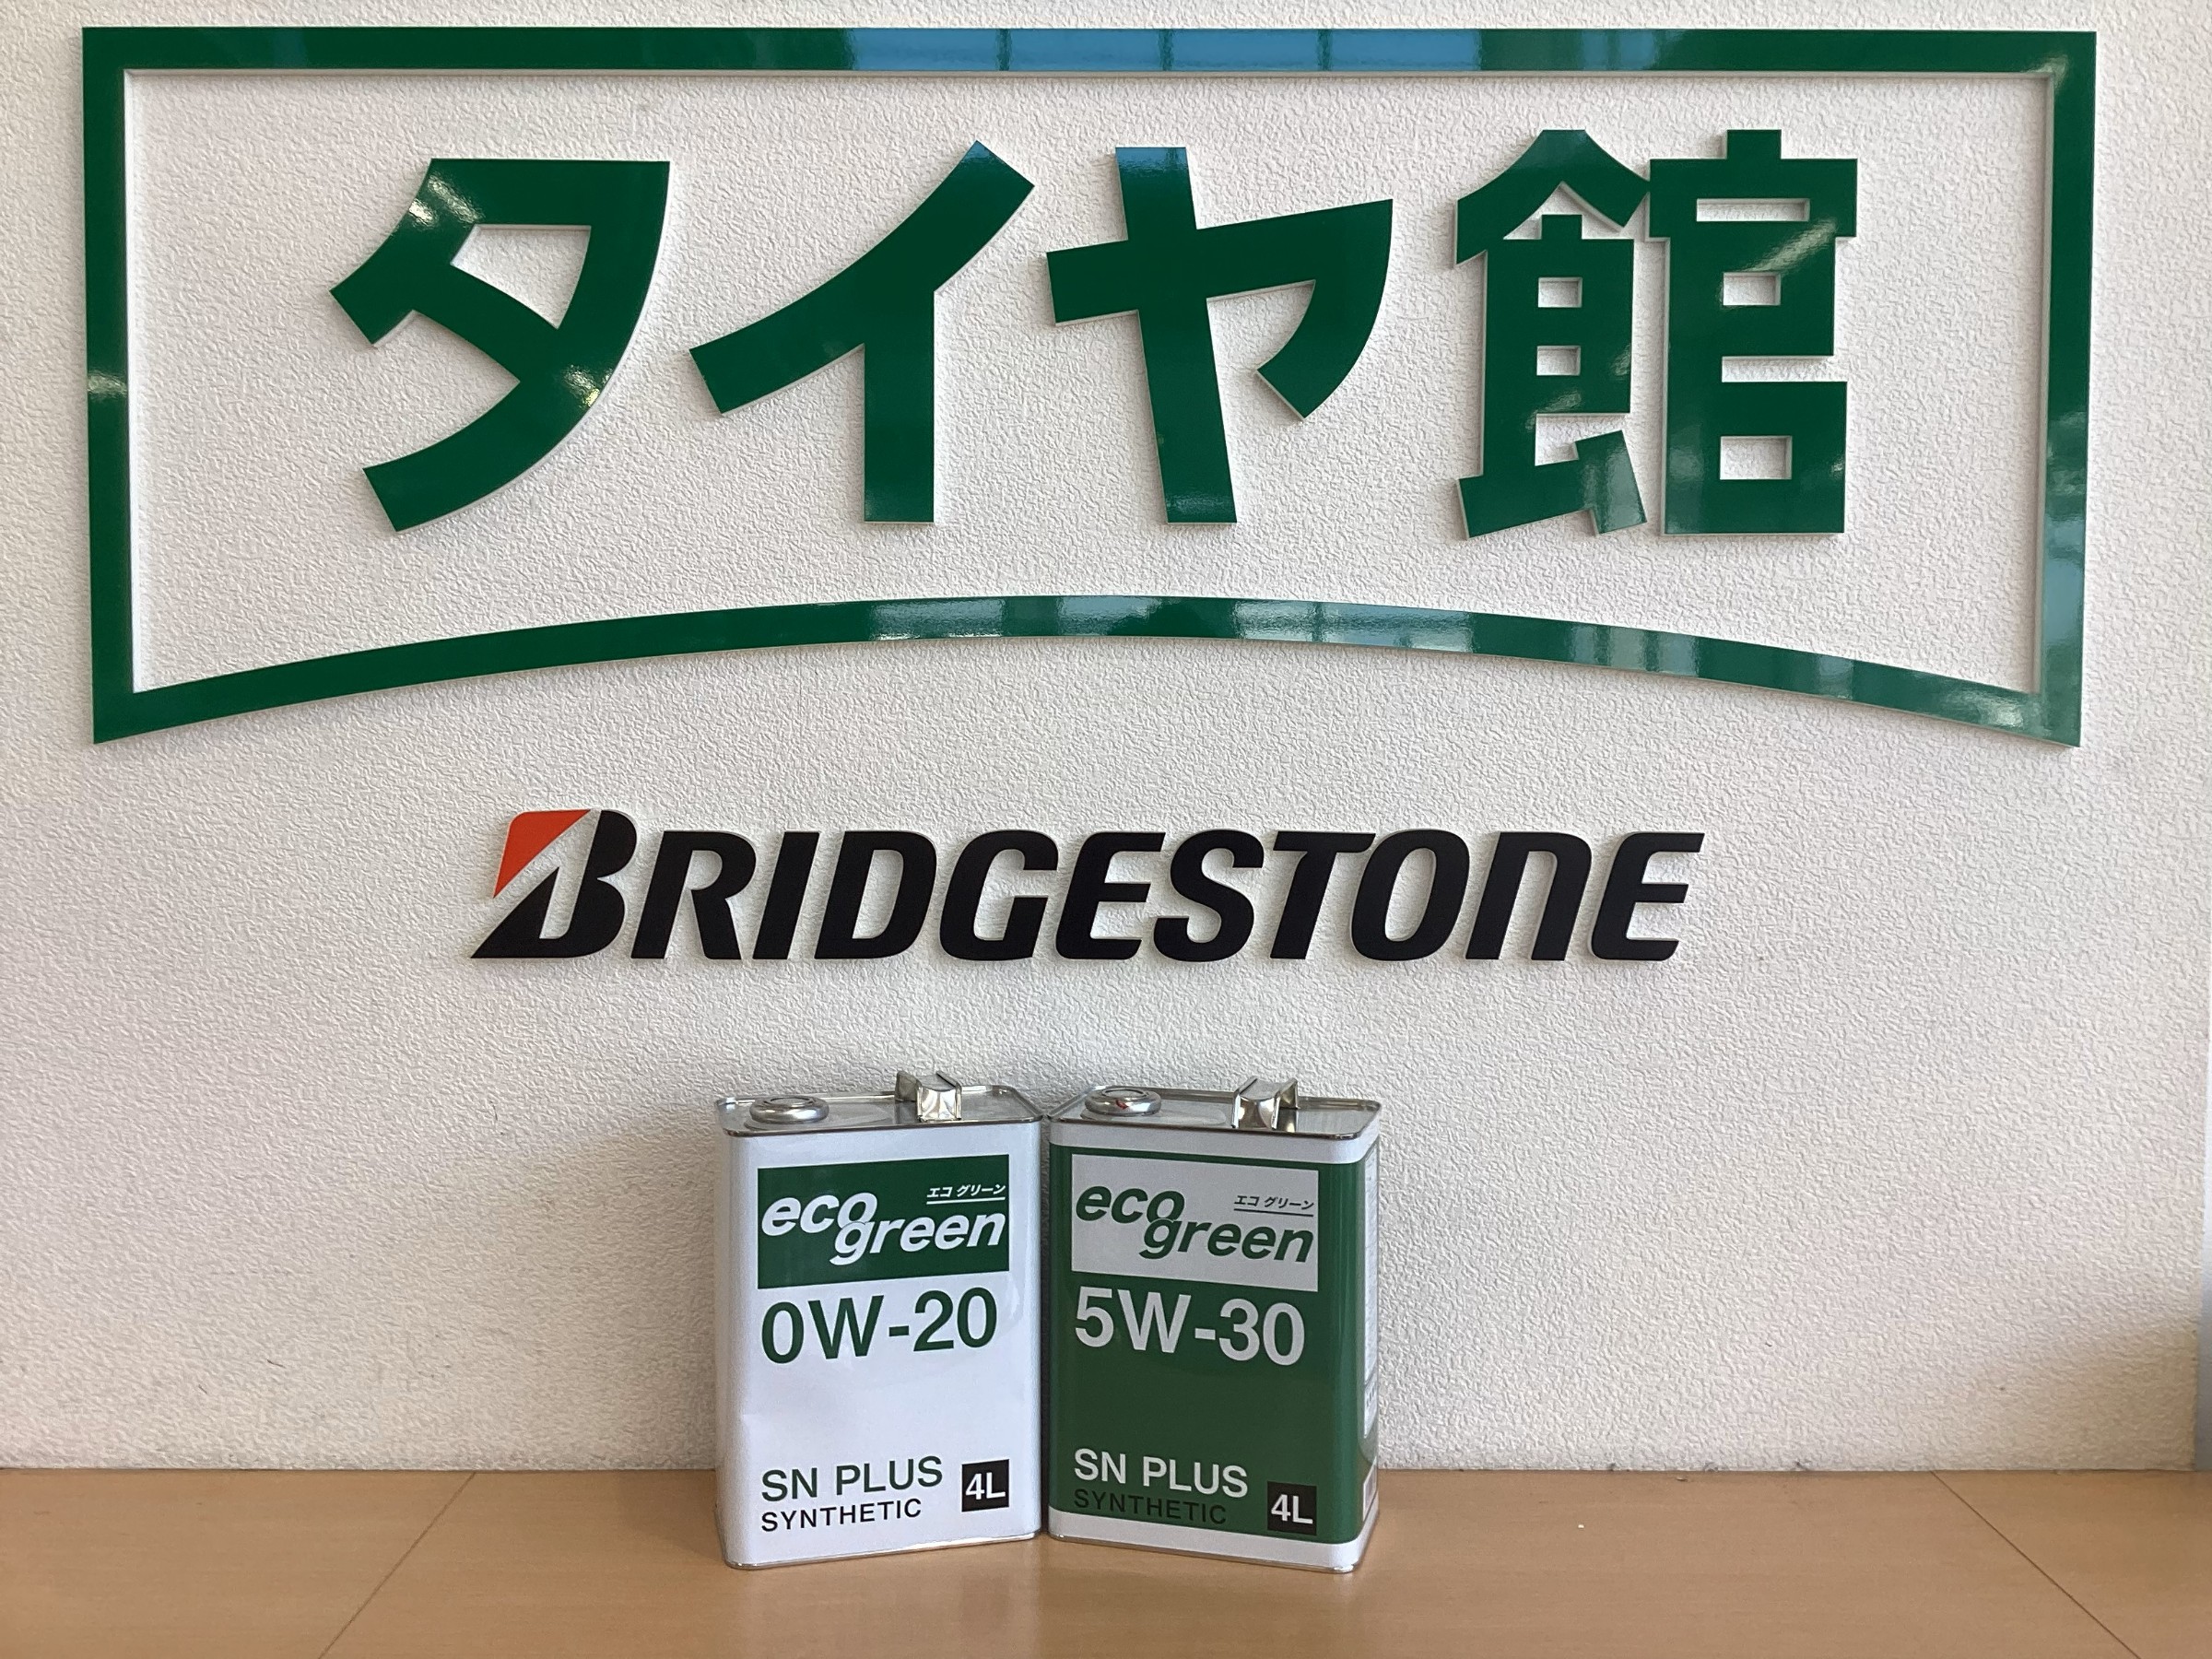 タイヤ館
BRIDGESTONE
eco エコ グリーン
green
0W-20
SN PLUS
SYNTHETIC 4L
eco エコ グリーン
green
5W-30
SN PLUS
SYNTHETIC 4L